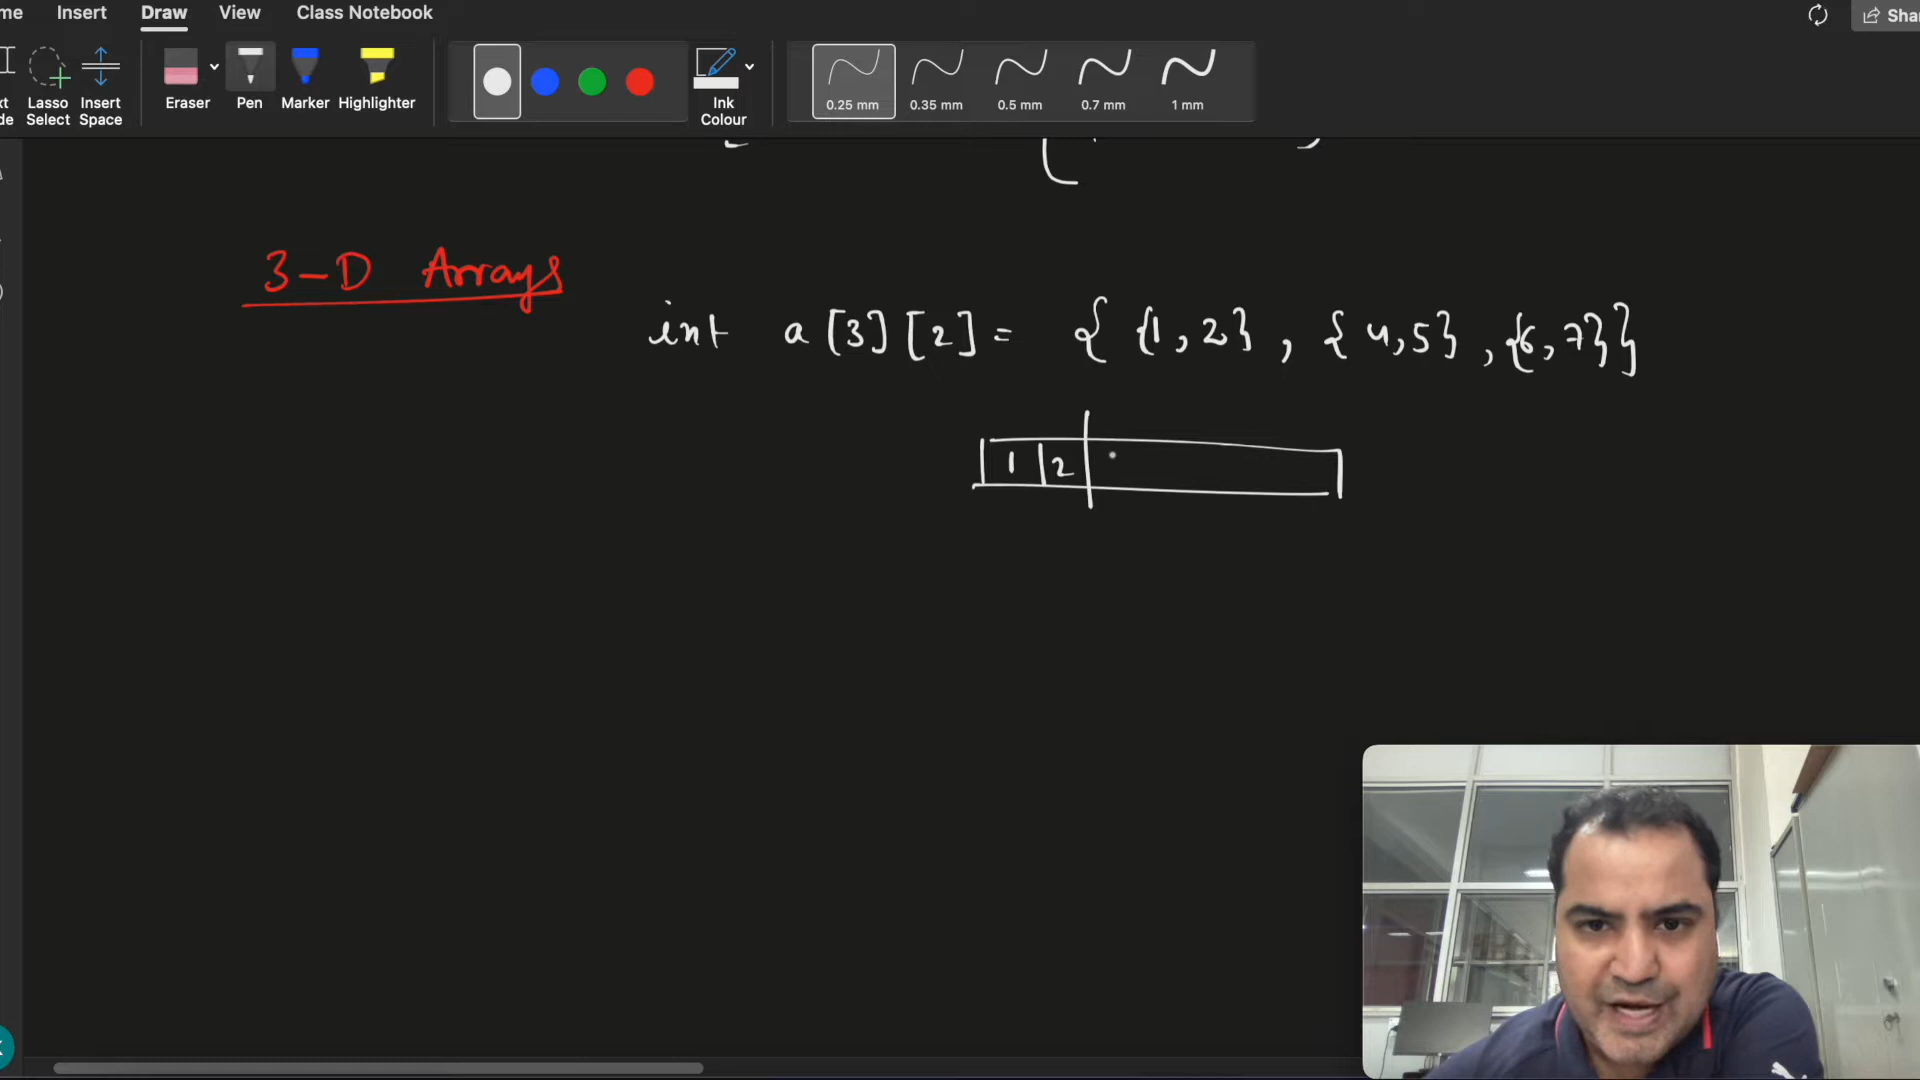 Insert Draw View Class Notebook
Lasso Select
Insert Space
Eraser
Pen
Marker
Highlighter
Ink Colour
0.25 mm
0.35 mm
0.5 mm
0.7 mm
1 mm
3-D Arrays
int a[3][2] = { {1, 2} , { 4,5} , {6, 7}}
1 2